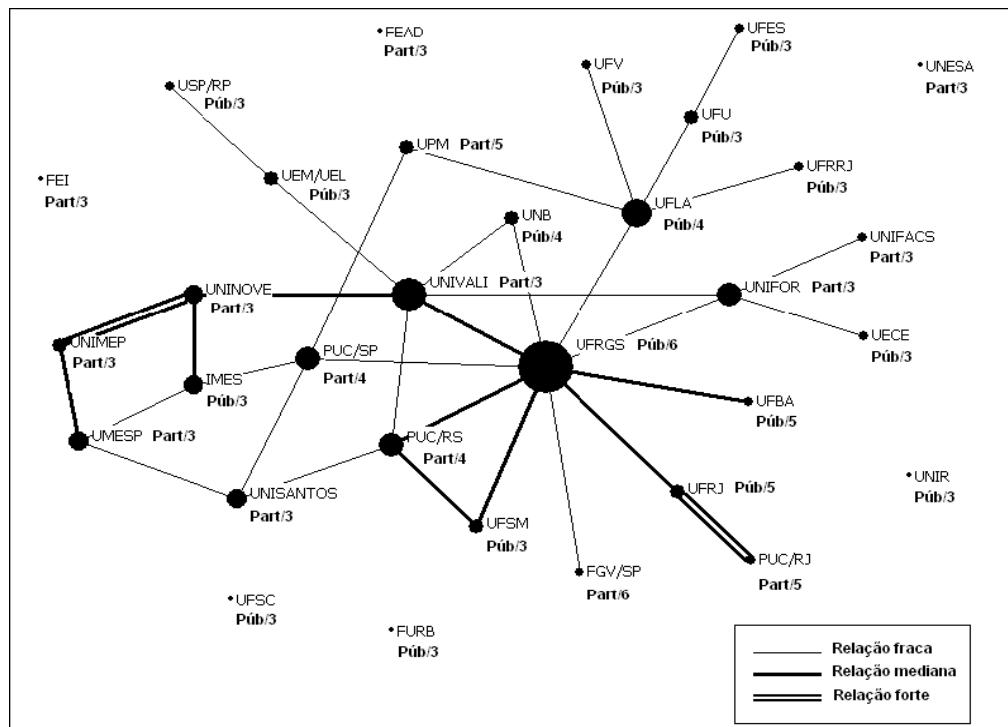 FEAD
Part/3
UFES
Púb/3
UFV
Púb/3
UNESA
Part/3
USP/RP
Púb/3
UFU
Púb/3
UPM Part/5
UFRRJ
Púb/3
FEI
Part/3
UEM/UEL
Púb/3
UFLA
Púb/4
UNB
Púb/4
UNIFACS
Part/3
UNIVALI Part/3
UNINOVE
Part/3
UNIFOR Part/3
UNIMEP
Part/3
UFRGS Púb/6
UECE
Púb/3
PUC/SP
Part/4
IMES
Púb/3
UFBA
Púb/5
UMESP Part/3
PUC/RS
Part/4
UNIR
Púb/3
UFRJ Púb/5
UNISANTOS
Part/3
UFSM
Púb/3
PUC/RJ
Part/5
FGV/SP
Part/6
UFSC
Púb/3
FURB
Púb/3
Relação fraca
Relação mediana
Relação forte